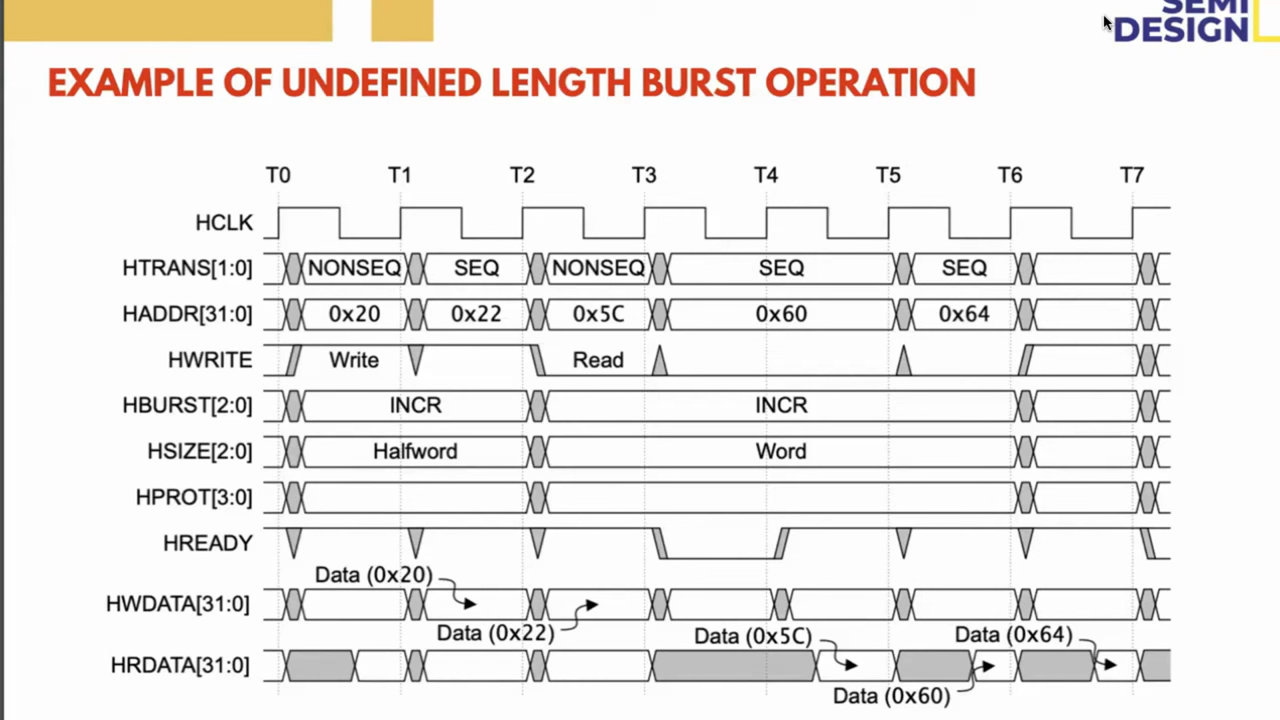 SEMI
DESIGN
EXAMPLE OF UNDEFINED LENGTH BURST OPERATION
T0 T1 T2 T3 T4 T5 T6 T7
HCLK
HTRANS[1:0] NONSEQ SEQ NONSEQ SEQ SEQ
HADDR[31:0] 0x20 0x22 0x5C 0x60 0x64
HWRITE Write Read
HBURST[2:0] INCR INCR
HSIZE[2:0] Halfword Word
HPROT[3:0]
HREADY
Data (0x20)
HWDATA[31:0]
Data (0x22) Data (0x5C) Data (0x64)
HRDATA[31:0]
Data (0x60)